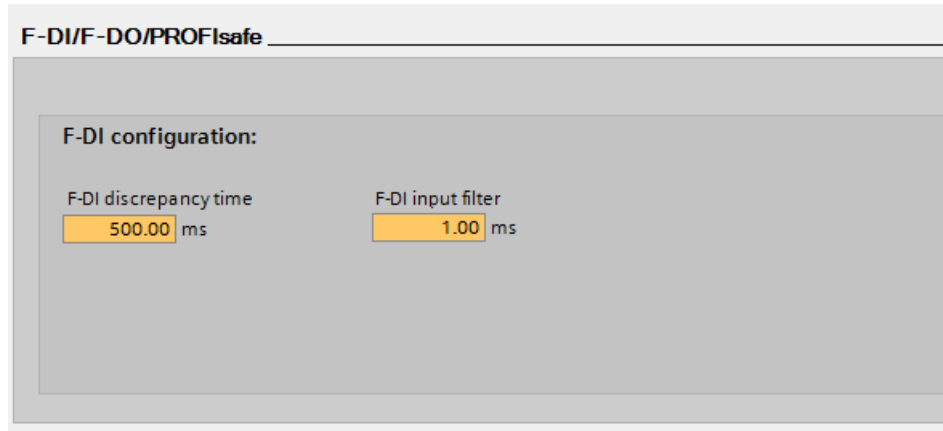 F-DI/F-DO/PROFIsafe
F-DI configuration:
F-DI discrepancy time F-DI input filter
500.00 ms 1.00 ms